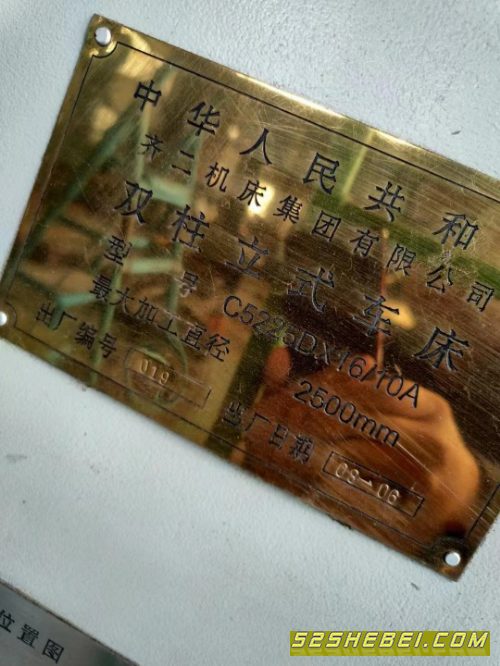 中华人民共和
齐二机床集团有限公司
双柱立式车床
型号 C5225DX16/10A
最大加工直径 2500mm
出厂编号 019 出厂日期
位置图
52SHEBEI.COM